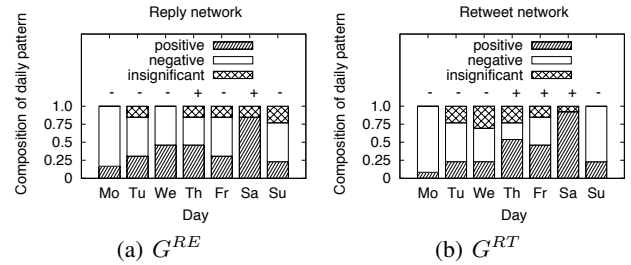 Reply network
Composition of daily pattern
positive
negative
insignificant
- - - + - + -
1.0
0.75
0.5
0.25
0
Mo Tu We Th Fr Sa Su
Day
(a) G^{RE}
Retweet network
Composition of daily pattern
positive
negative
insignificant
- - - + + + -
1.0
0.75
0.5
0.25
0
Mo Tu We Th Fr Sa Su
Day
(b) G^{RT}